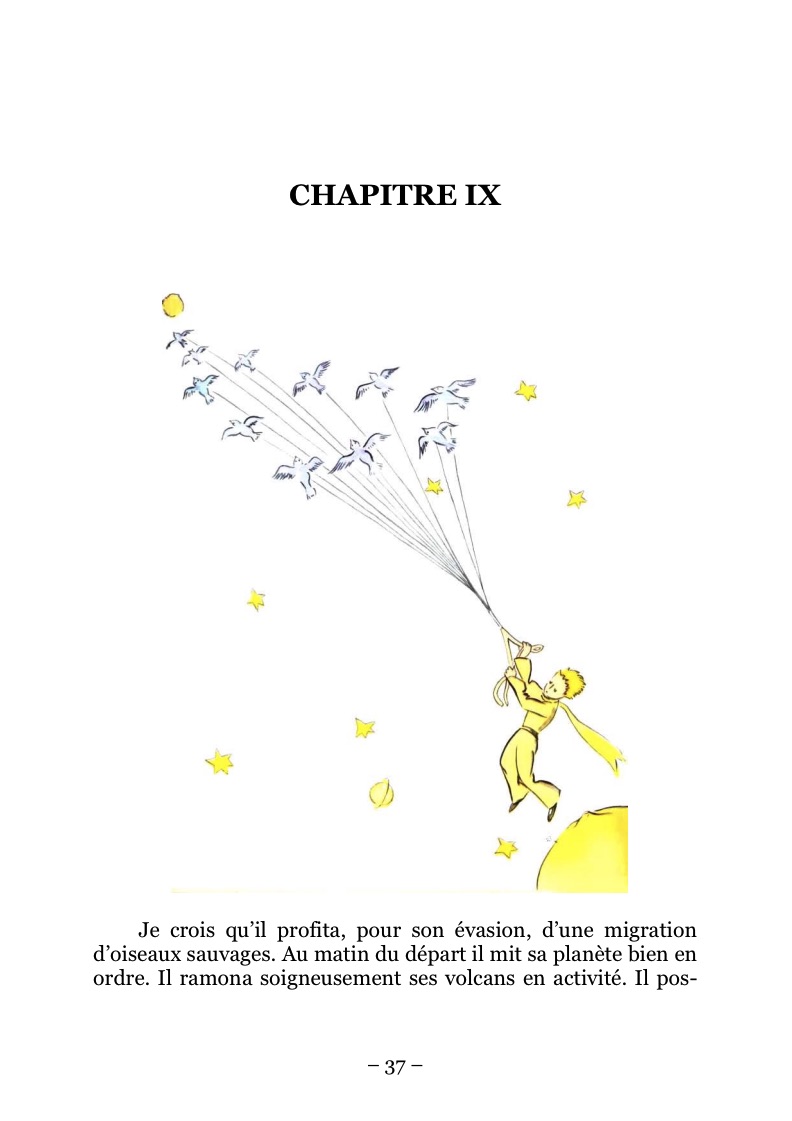 CHAPITRE IX
Je crois qu’il profita, pour son évasion, d’une migration
d’oiseaux sauvages. Au matin du départ il mit sa planète bien en
ordre. Il ramona soigneusement ses volcans en activité. Il pos-
– 37 –